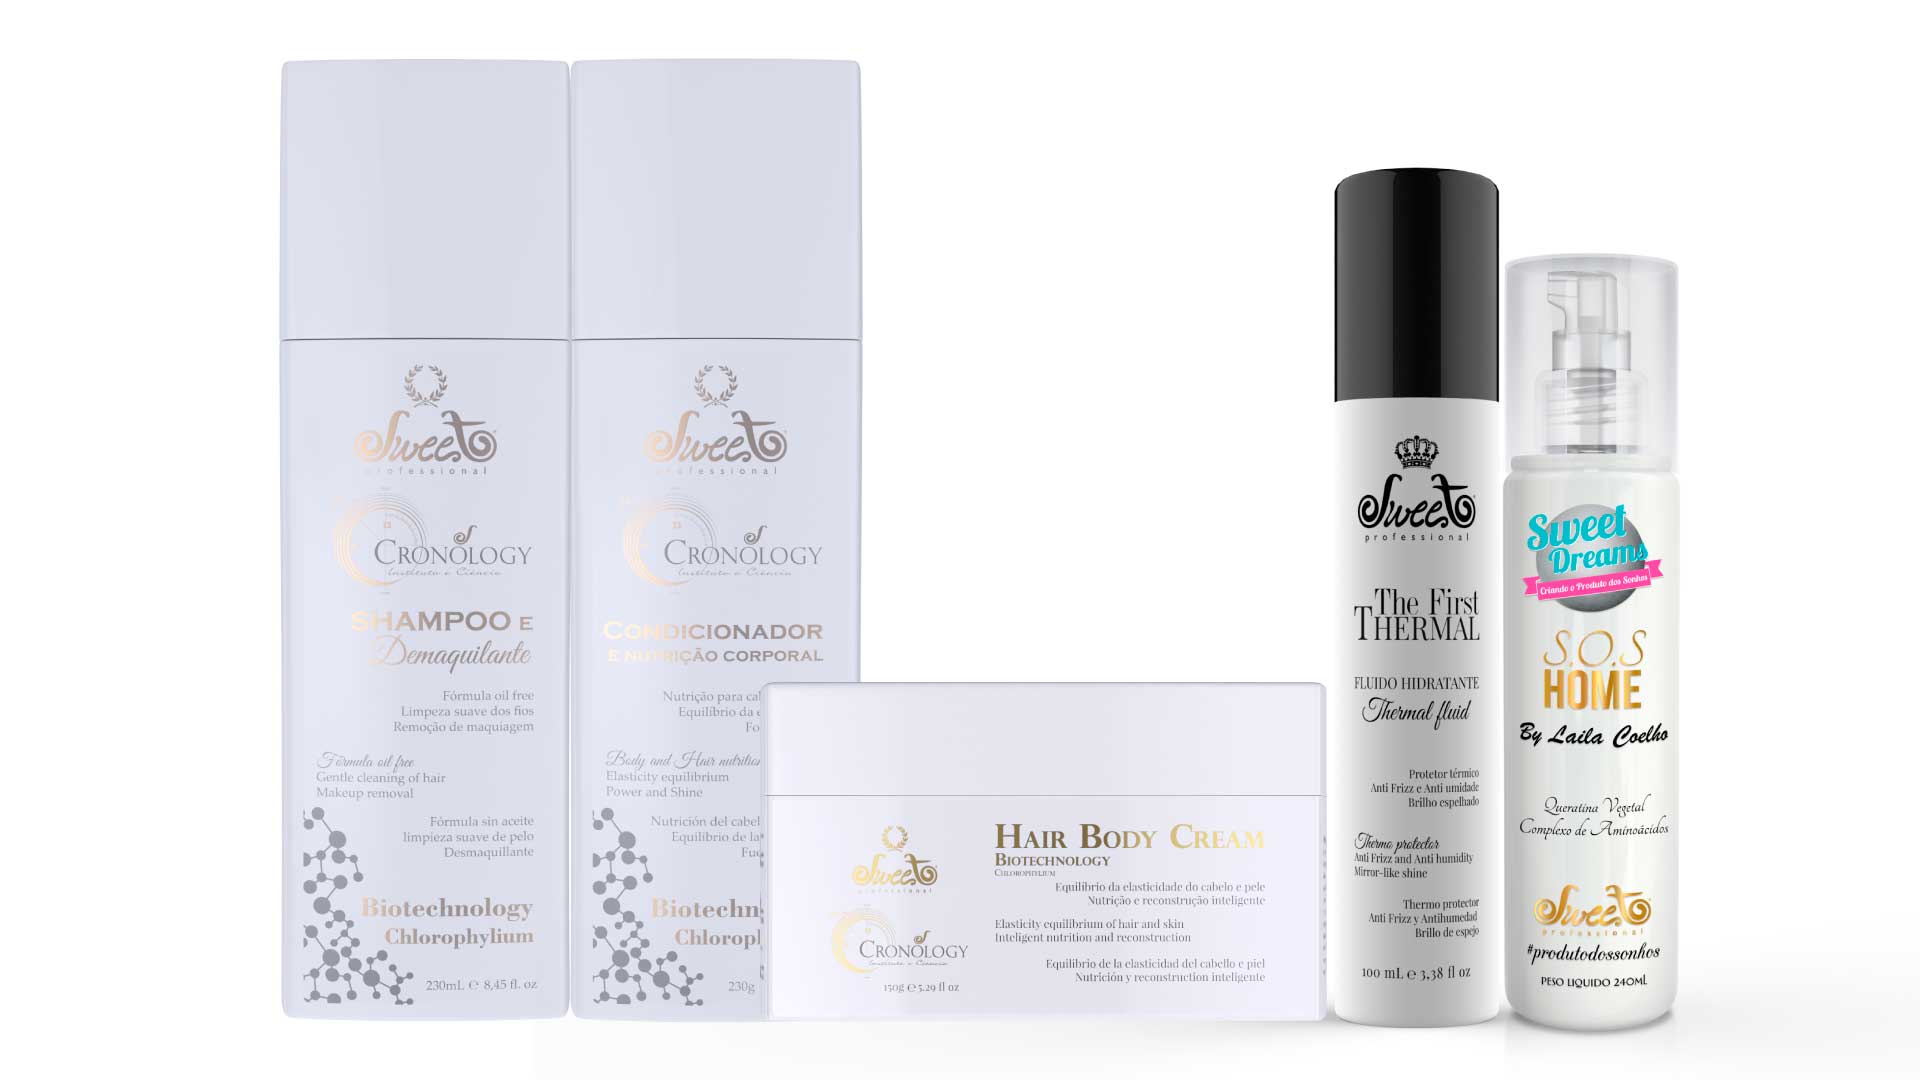 Sweet
professional
CRONOLOGY
Instituto e Ciência
SHAMPOO E
Demaquilante
Fórmula oil free
Limpeza suave dos fios
Remoção de maquiagem
Fórmula oil free
Gentle cleaning of hair
Makeup removal
Fórmula sin aceite
limpieza suave de pelo
Desmaquillante
Biotechnology
Chlorophylium
230mL e 8,45 fl. oz
Sweet
professional
CRONOLOGY
Instituto e Ciência
CONDICIONADOR
E NUTRIÇÃO CORPORAL
Nutrição para
Equilíbrio da
Body and Hair nutrition
Elasticity equilibrium
Power and Shine
Nutrición del
Equilíbrio de la
230g
Sweet
professional
CRONOLOGY
Instituto e Ciência
150g e 5.29 fl oz
HAIR BODY CREAM
BIOTECHNOLOGY
CHLOROPHYLIUM
Equilíbrio da elasticidade do cabelo e pele
Nutrição e reconstrução inteligente
Elasticity equilibrium of hair and skin
Inteligent nutrition and reconstruction
Equilibrio de la elasticidad del cabello e piel
Nutrición y reconstruction inteligente
Sweet
professional
The First
THERMAL
FLUIDO HIDRATANTE
Thermal fluid
Protetor térmico
Anti Frizz e Anti umidade
Brilho espelhado
Thermo protector
Anti Frizz and Anti humidity
Mirror-like shine
Thermo protector
Anti Frizz y Antihumedad
Brillo de espejo
100 mL e 3,38 fl oz
Sweet
Dreams
Criando o Produto dos Sonhos
S.O.S
HOME
By Laila Coelho
Queratina Vegetal
Complexo de Aminoácidos
Sweet
professional
#produtodossonhos
PESO LIQUIDO 240ML